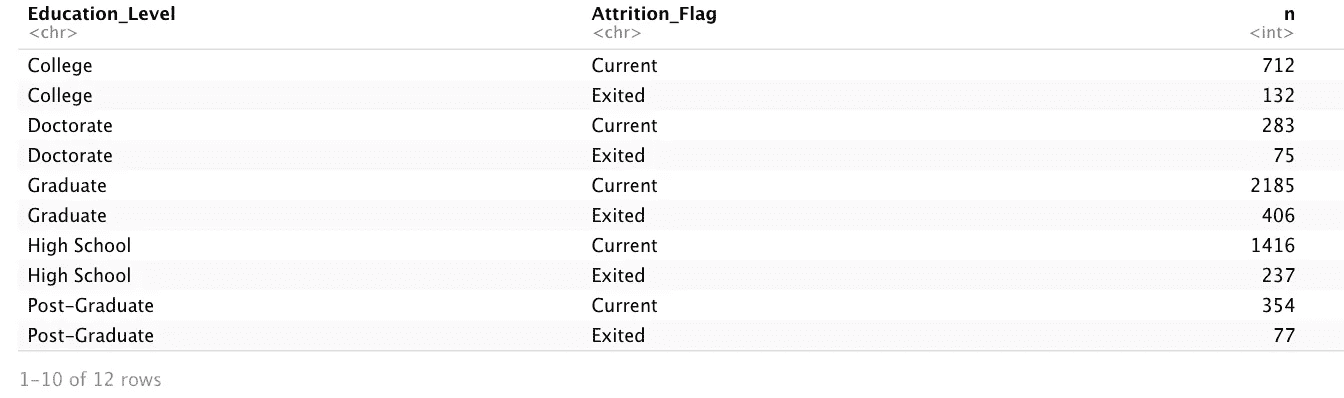 Education_Level Attrition_Flag n
<chr> <chr> <int>
College Current 712
College Exited 132
Doctorate Current 283
Doctorate Exited 75
Graduate Current 2185
Graduate Exited 406
High School Current 1416
High School Exited 237
Post-Graduate Current 354
Post-Graduate Exited 77
1-10 of 12 rows